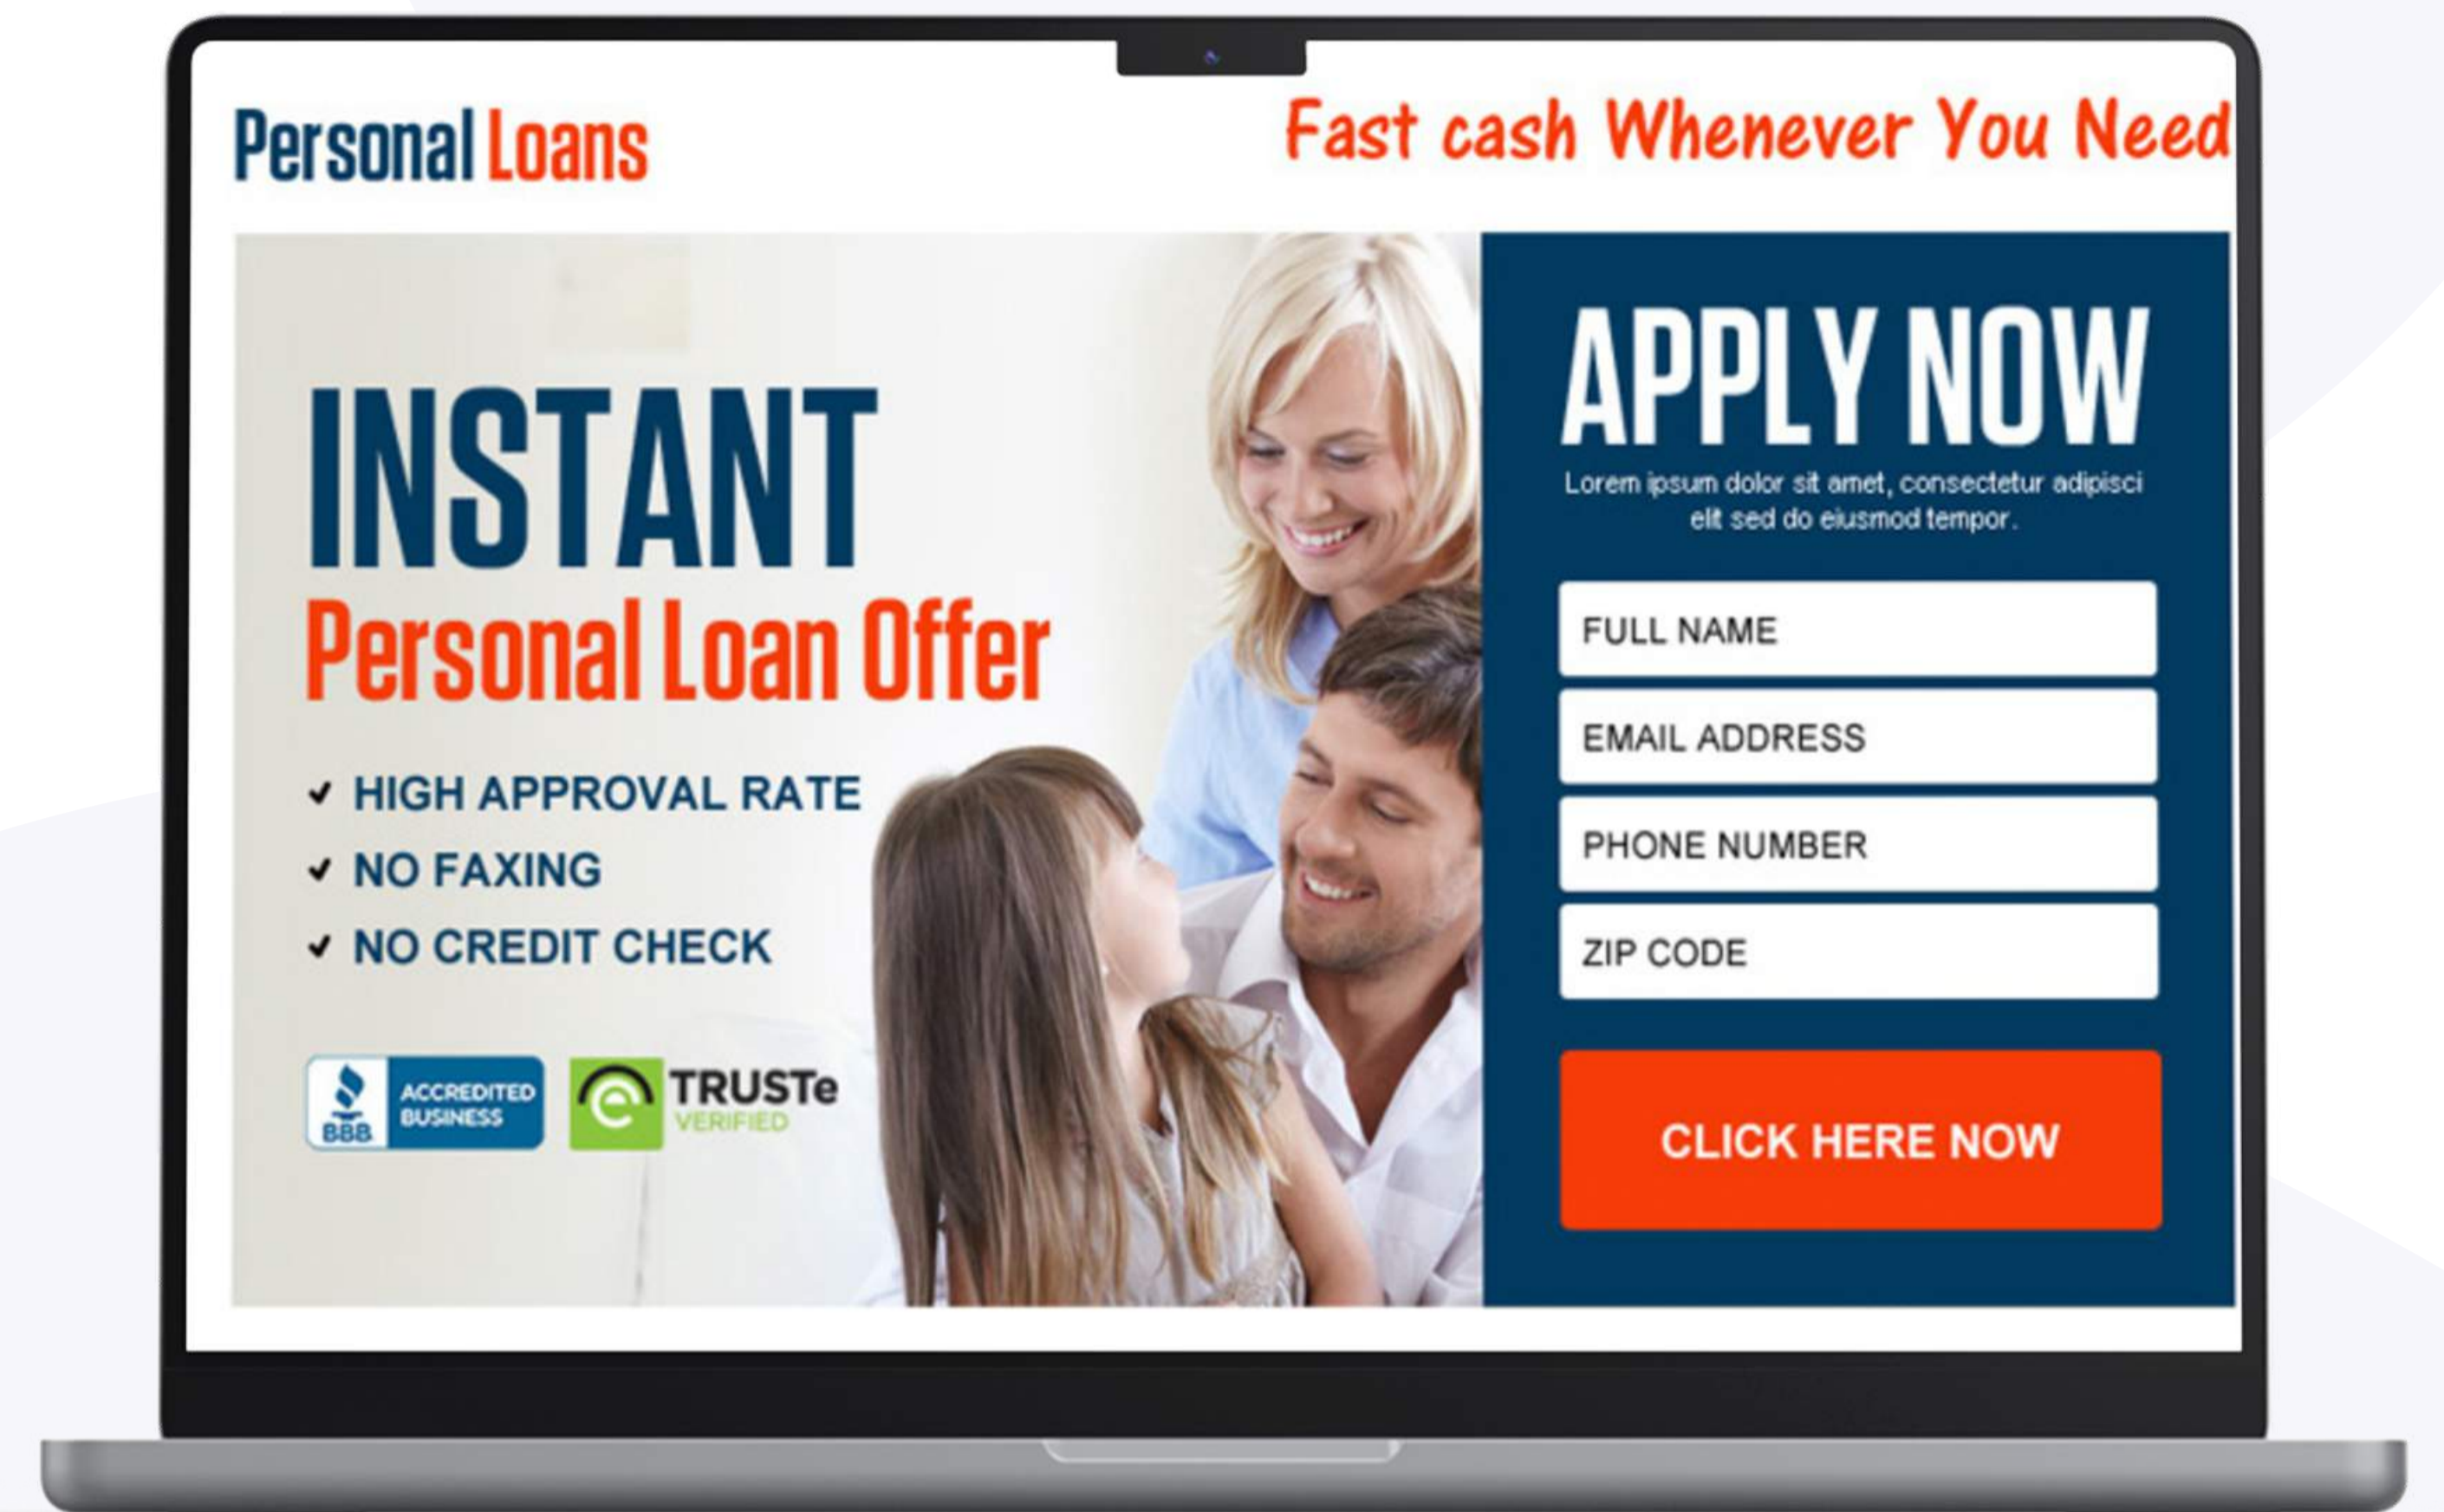 Personal Loans
Fast cash Whenever You Need
INSTANT
Personal Loan Offer
HIGH APPROVAL RATE
NO FAXING
NO CREDIT CHECK
BBB
ACCREDITED
BUSINESS
e
TRUSTe
VERIFIED
APPLY NOW
Lorem ipsum dolor sit amet, consectetur adipisci
elit sed do eiusmod tempor.
FULL NAME
EMAIL ADDRESS
PHONE NUMBER
ZIP CODE
CLICK HERE NOW